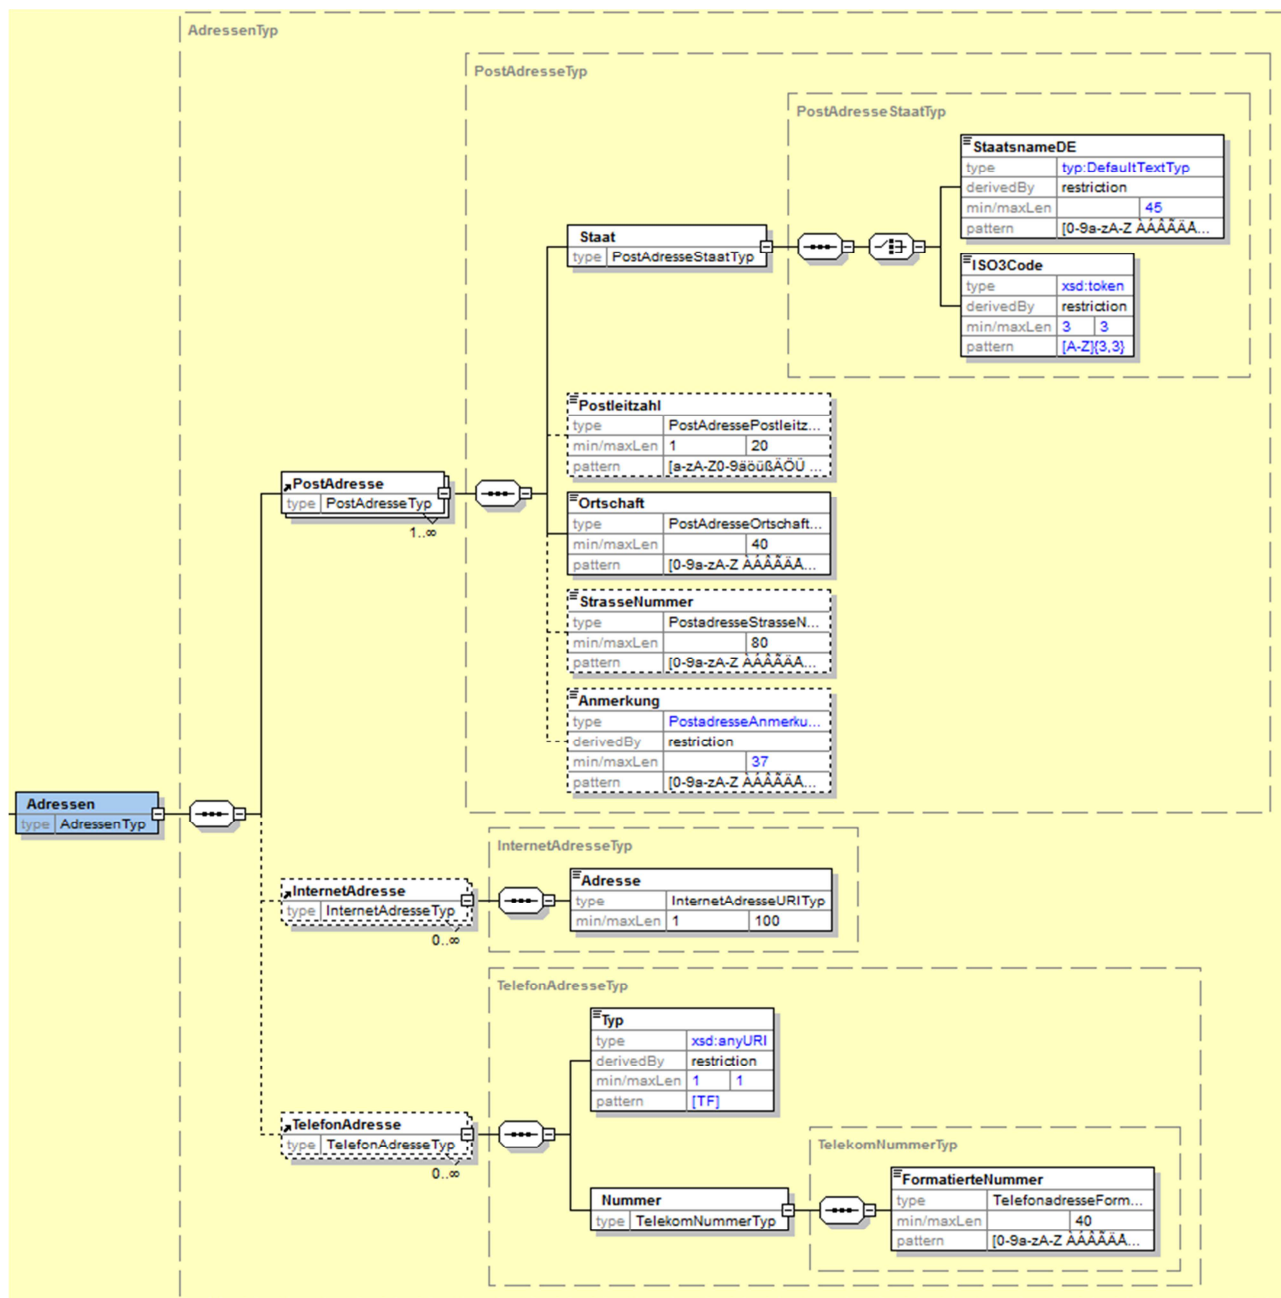 AdressenTyp
PostAdresseTyp
PostAdresseStaatTyp
StaatsnameDE
type typ:DefaultTextTyp
derivedBy restriction
min/maxLen 45
pattern [0-9a-zA-Z ÀÁÂÃÄÅ...
Staat
type PostAdresseStaatTyp
ISO3Code
type xsd:token
derivedBy restriction
min/maxLen 3 3
pattern [A-Z]{3,3}
Postleitzahl
type PostAdressePostleitz...
min/maxLen 1 20
pattern [a-zA-Z0-9äöüßÄÖÜ ...
PostAdresse
type PostAdresseTyp
1..∞
Ortschaft
type PostAdresseOrtschaft...
min/maxLen 40
pattern [0-9a-zA-Z ÀÁÂÃÄÅ...
StrasseNummer
type PostadresseStrasseN...
min/maxLen 80
pattern [0-9a-zA-Z ÀÁÂÃÄÅ...
Anmerkung
type PostadresseAnmerku...
derivedBy restriction
min/maxLen 37
pattern [0-9a-zA-Z ÀÁÂÃÄÅ...
Adressen
type AdressenTyp
InternetAdresseTyp
InternetAdresse
type InternetAdresseTyp
0..∞
Adresse
type InternetAdresseURITyp
min/maxLen 1 100
TelefonAdresseTyp
Typ
type xsd:anyURI
derivedBy restriction
min/maxLen 1 1
pattern [TF]
TelefonAdresse
type TelefonAdresseTyp
0..∞
TelekomNummerTyp
Nummer
type TelekomNummerTyp
FormatierteNummer
type TelefonadresseForm...
min/maxLen 40
pattern [0-9a-zA-Z ÀÁÂÃÄÅ...